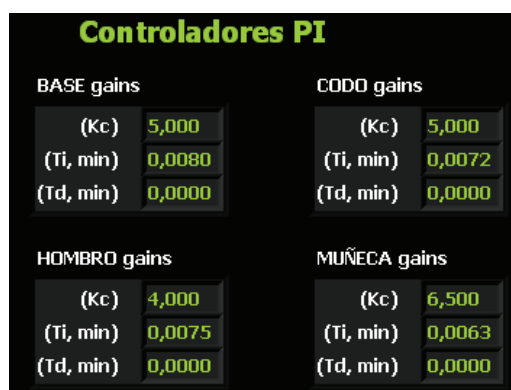 Controladores PI
BASE gains
(Kc) 5,000
(Ti, min) 0,0080
(Td, min) 0,0000
CODO gains
(Kc) 5,000
(Ti, min) 0,0072
(Td, min) 0,0000
HOMBRO gains
(Kc) 4,000
(Ti, min) 0,0075
(Td, min) 0,0000
MUÑECA gains
(Kc) 6,500
(Ti, min) 0,0063
(Td, min) 0,0000